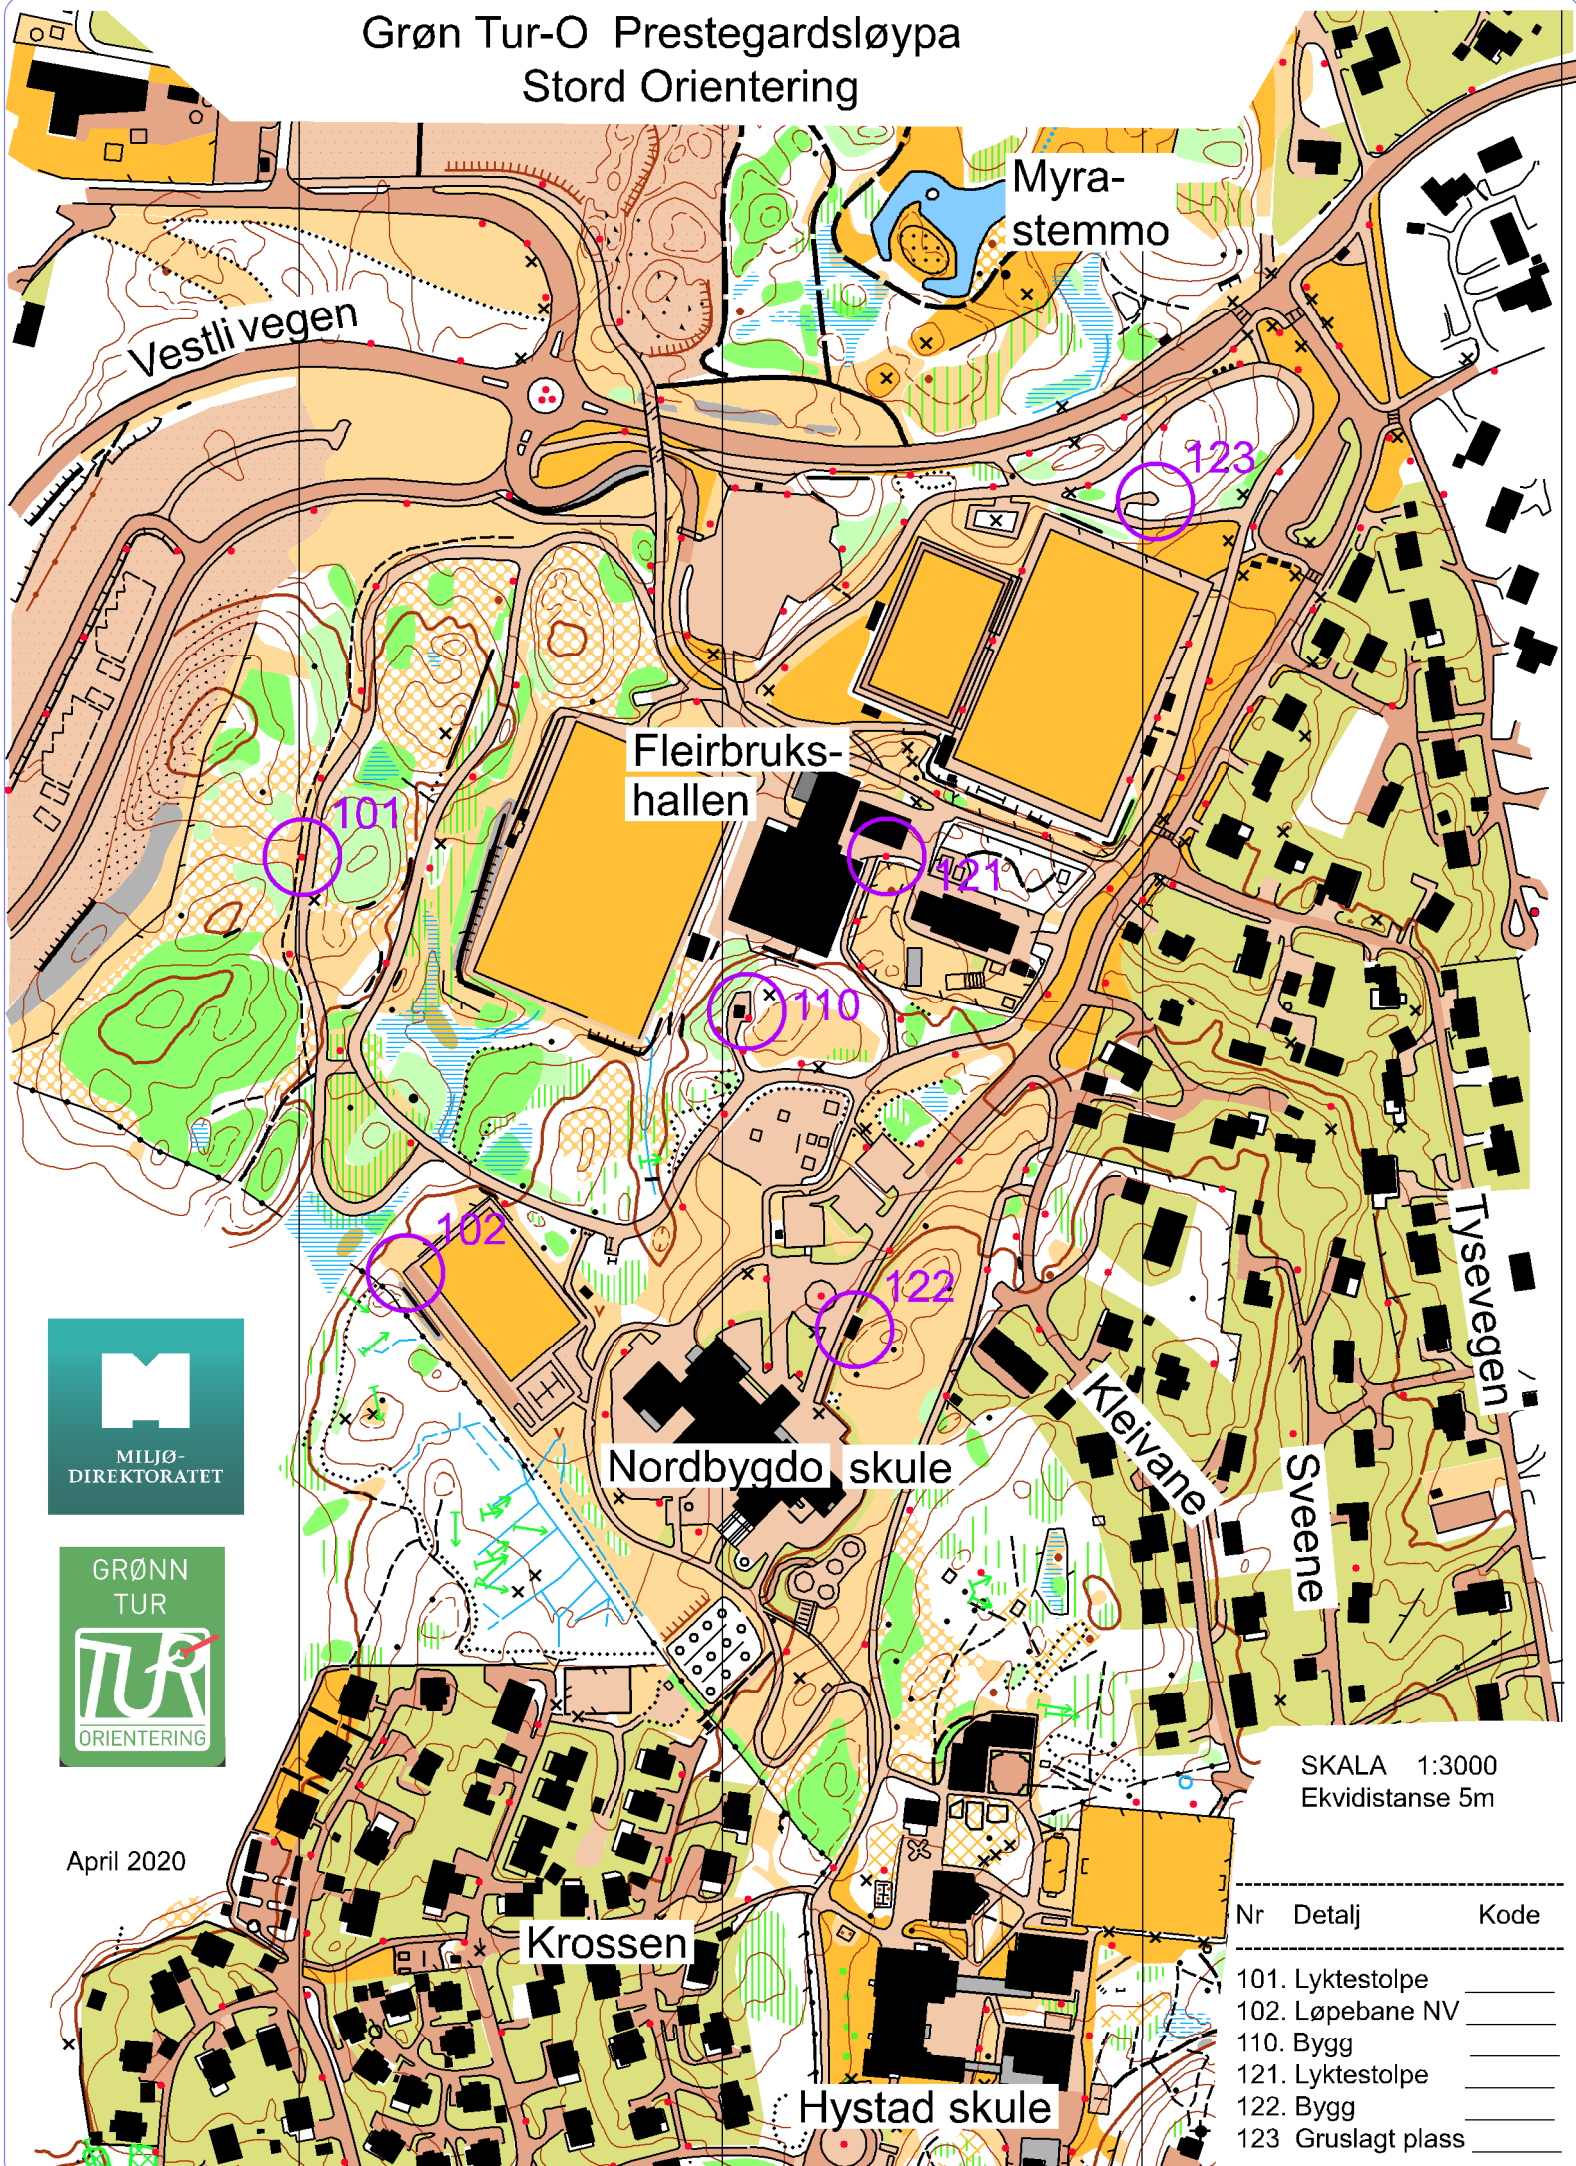 Grøn Tur-O Prestegardsløypa
Stord Orientering
Myra-
stemmo
Vestlivegen
123
Fleirbruks-
hallen
101
121
110
102
122
Tysevegen
MILJØ-
DIREKTORATET
Kleivane
Nordbygdo skule
Sveene
GRØNN
TUR
TUR
ORIENTERING
SKALA 1:3000
Ekvidistanse 5m
April 2020
Krossen
Nr Detalj Kode
101. Lyktestolpe
102. Løpebane NV
110. Bygg
121. Lyktestolpe
122. Bygg
123 Gruslagt plass
Hystad skule